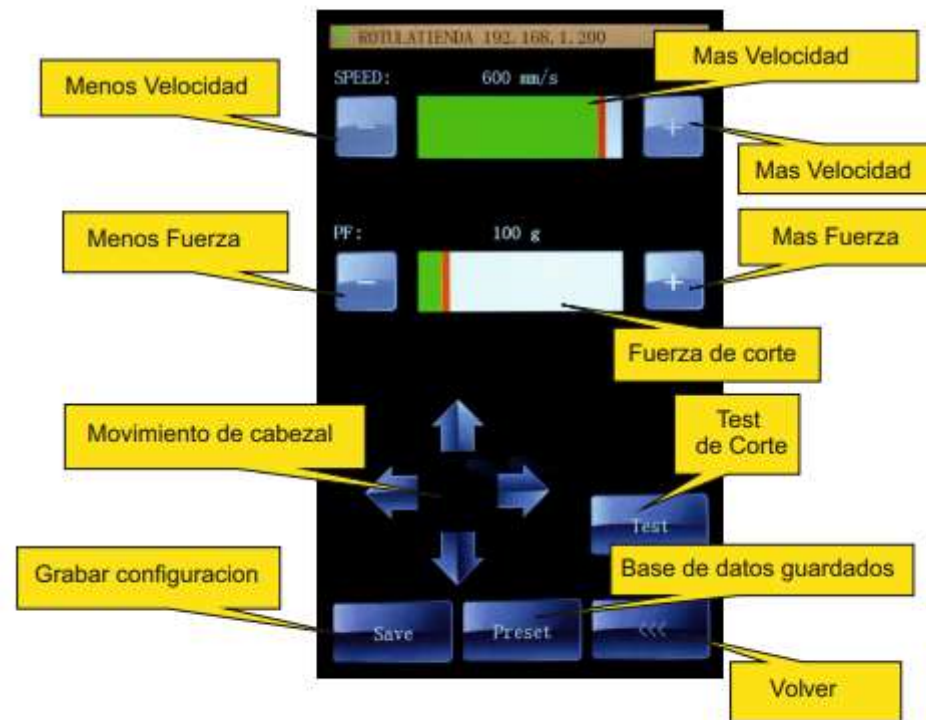 ROTULATIENDA 192.168.1.200
Mas Velocidad
Menos Velocidad
SPEED: 600 mm/s
-
+
Mas Velocidad
Menos Fuerza
PF: 100 g
Mas Fuerza
-
+
Fuerza de corte
Movimiento de cabezal
Test
de Corte
Test
Grabar configuracion
Base de datos guardados
Save
Preset
<<<
Volver